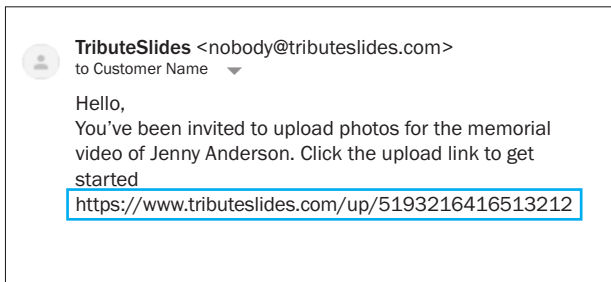 TributeSlides <nobody@tributeslides.com>
to Customer Name
Hello,
You've been invited to upload photos for the memorial
video of Jenny Anderson. Click the upload link to get
started
https://www.tributeslides.com/up/5193216416513212